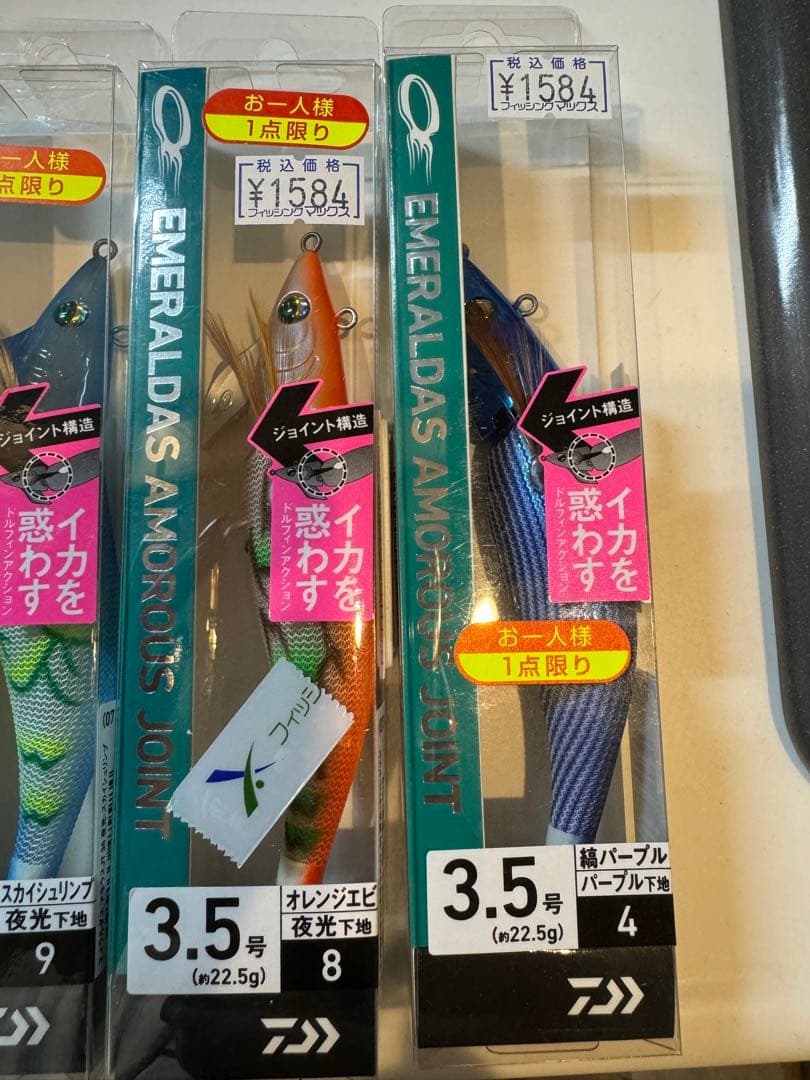 一人様
点限り
ジョイント構造
イカを
惑わす
ドルフィンアクション
スカイシュリンプ
夜光下地
9
お一人様
1点限り
税込価格
¥1584
フィッシングマックス
EMERALDAS AMOROUS JOINT
ジョイント構造
イカを
惑わす
ドルフィンアクション
フィッシ
3.5号
(約22.5g)
オレンジエビ
夜光下地
8
税込価格
¥1584
フィッシングマックス
EMERALDAS AMOROUS JOINT
ジョイント構造
イカを
惑わす
ドルフィンアクション
お一人様
1点限り
3.5号
(約22.5g)
縞パープル
パープル下地
4